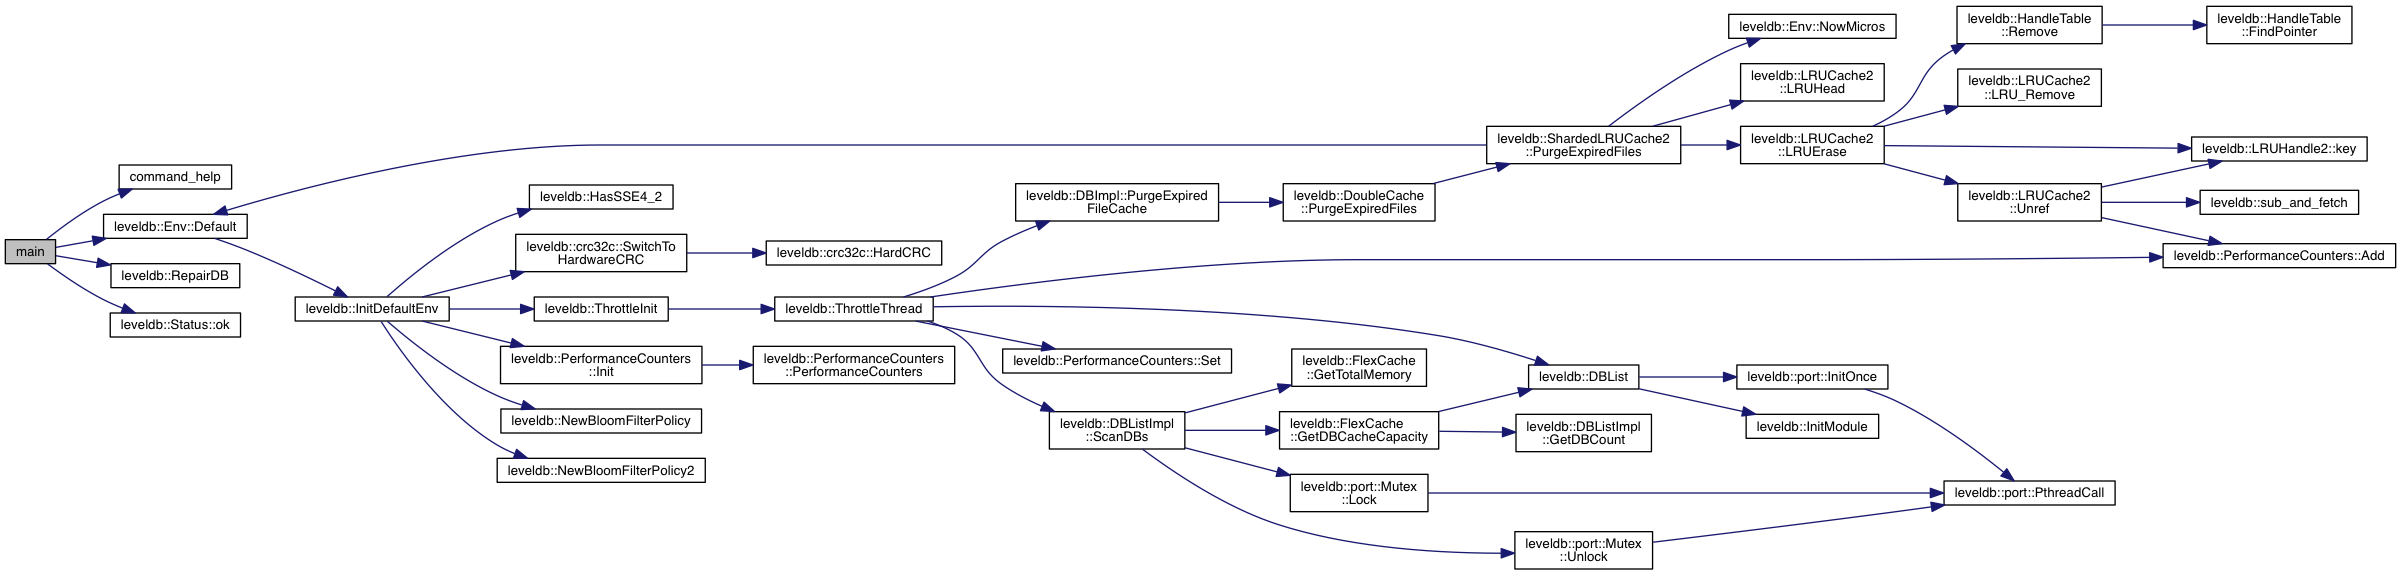 main
command_help
leveldb::Env::Default
leveldb::RepairDB
leveldb::Status::ok
leveldb::InitDefaultEnv
leveldb::HasSSE4_2
leveldb::crc32c::SwitchTo
HardwareCRC
leveldb::ThrottleInit
leveldb::PerformanceCounters
::Init
leveldb::NewBloomFilterPolicy
leveldb::NewBloomFilterPolicy2
leveldb::crc32c::HardCRC
leveldb::ThrottleThread
leveldb::PerformanceCounters
::PerformanceCounters
leveldb::DBImpl::PurgeExpired
FileCache
leveldb::PerformanceCounters::Set
leveldb::DBListImpl
::ScanDBs
leveldb::DoubleCache
::PurgeExpiredFiles
leveldb::FlexCache
::GetTotalMemory
leveldb::FlexCache
::GetDBCacheCapacity
leveldb::port::Mutex
::Lock
leveldb::ShardedLRUCache2
::PurgeExpiredFiles
leveldb::DBList
leveldb::DBListImpl
::GetDBCount
leveldb::port::Mutex
::Unlock
leveldb::Env::NowMicros
leveldb::LRUCache2
::LRUHead
leveldb::LRUCache2
::LRUErase
leveldb::port::InitOnce
leveldb::InitModule
leveldb::HandleTable
::Remove
leveldb::LRUCache2
::LRU_Remove
leveldb::LRUCache2
::Unref
leveldb::port::PthreadCall
leveldb::HandleTable
::FindPointer
leveldb::LRUHandle2::key
leveldb::sub_and_fetch
leveldb::PerformanceCounters::Add